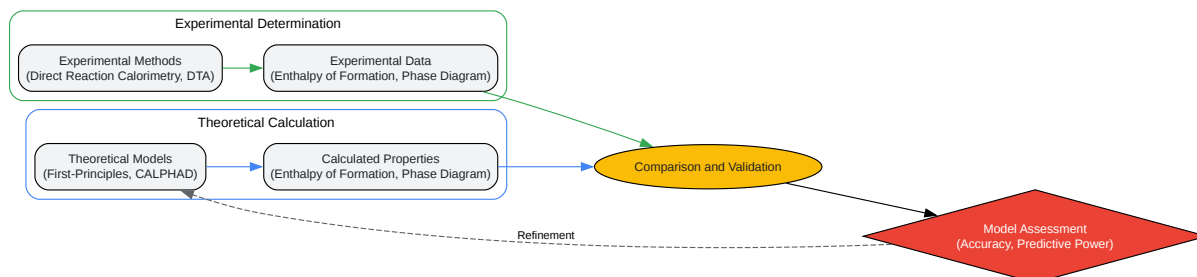 Experimental Determination
Experimental Methods
(Direct Reaction Calorimetry, DTA)
Experimental Data
(Enthalpy of Formation, Phase Diagram)
Theoretical Calculation
Theoretical Models
(First-Principles, CALPHAD)
Calculated Properties
(Enthalpy of Formation, Phase Diagram)
Comparison and Validation
Model Assessment
(Accuracy, Predictive Power)
Refinement